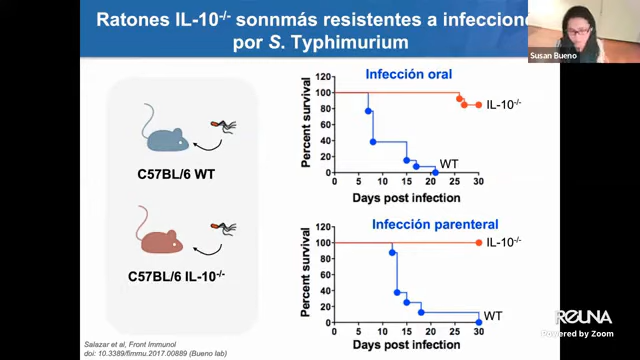 Ratones IL-10-/- sonnmás resistentes a infeccione
por S. Typhimurium
Susan Bueno
C57BL/6 WT
C57BL/6 IL-10-/-
Infección oral
Percent survival
120
100
80
60
40
20
0
IL-10-/-
WT
0 5 10 15 20 25 30
Days post infection
Infección parenteral
Percent survival
120
100
80
60
40
20
0
IL-10-/-
WT
0 5 10 15 20 25 30
Days post infection
Salazar et al, Front Immunol
doi: 10.3389/fimmu.2017.00889 (Bueno lab)
REUNA
Powered by Zoom